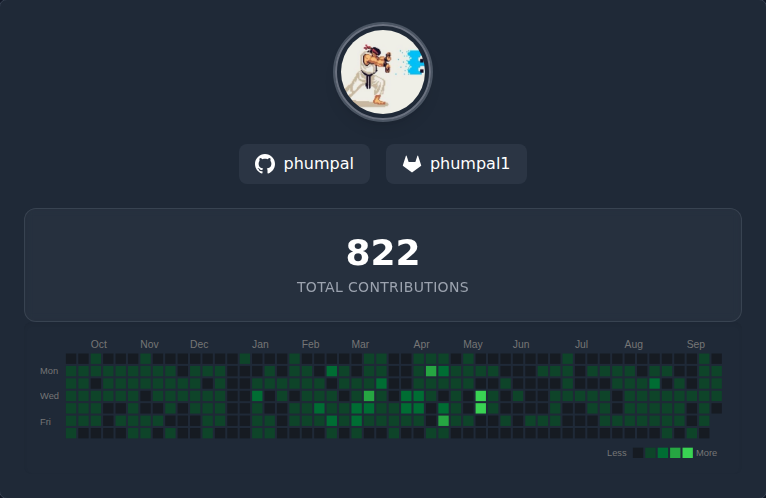 phumpal phumpal1
822
TOTAL CONTRIBUTIONS
Oct Nov Dec Jan Feb Mar Apr May Jun Jul Aug Sep
Mon
Wed
Fri
Less More